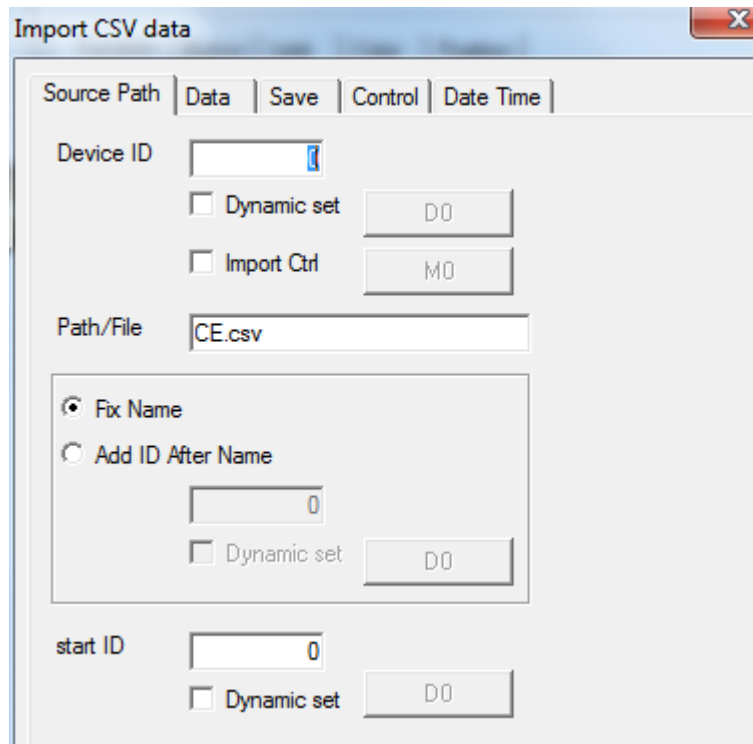 Import CSV data
Source Path Data Save Control Date Time
Device ID 0
Dynamic set D0
Import Ctrl M0
Path/File CE.csv
Fix Name
Add ID After Name
0
Dynamic set D0
start ID 0
Dynamic set D0